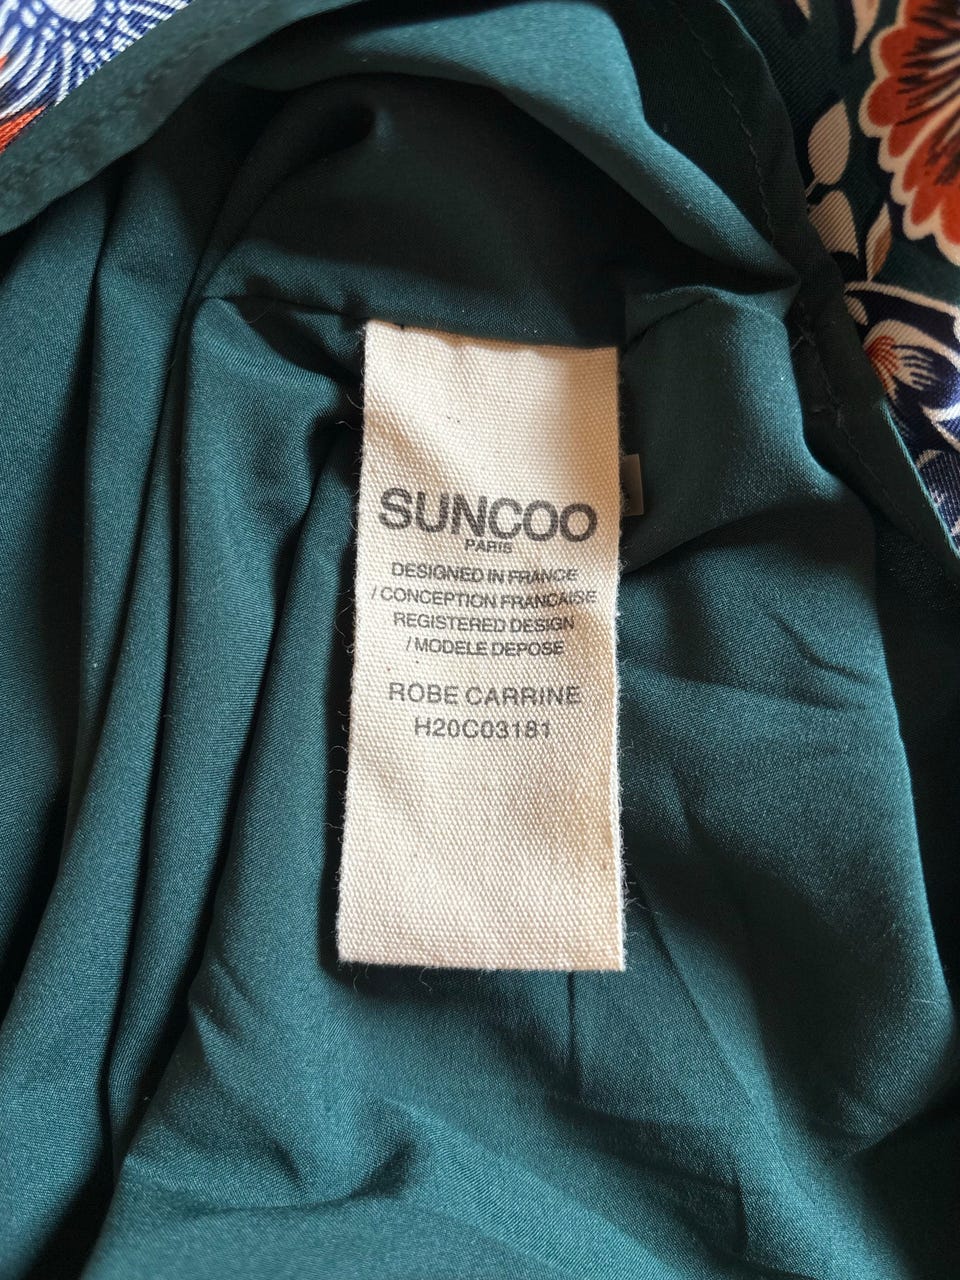 SUNCOO
PARIS
DESIGNED IN FRANCE
/ CONCEPTION FRANCAISE
REGISTERED DESIGN
/ MODELE DEPOSE
ROBE CARRINE
H20C03181